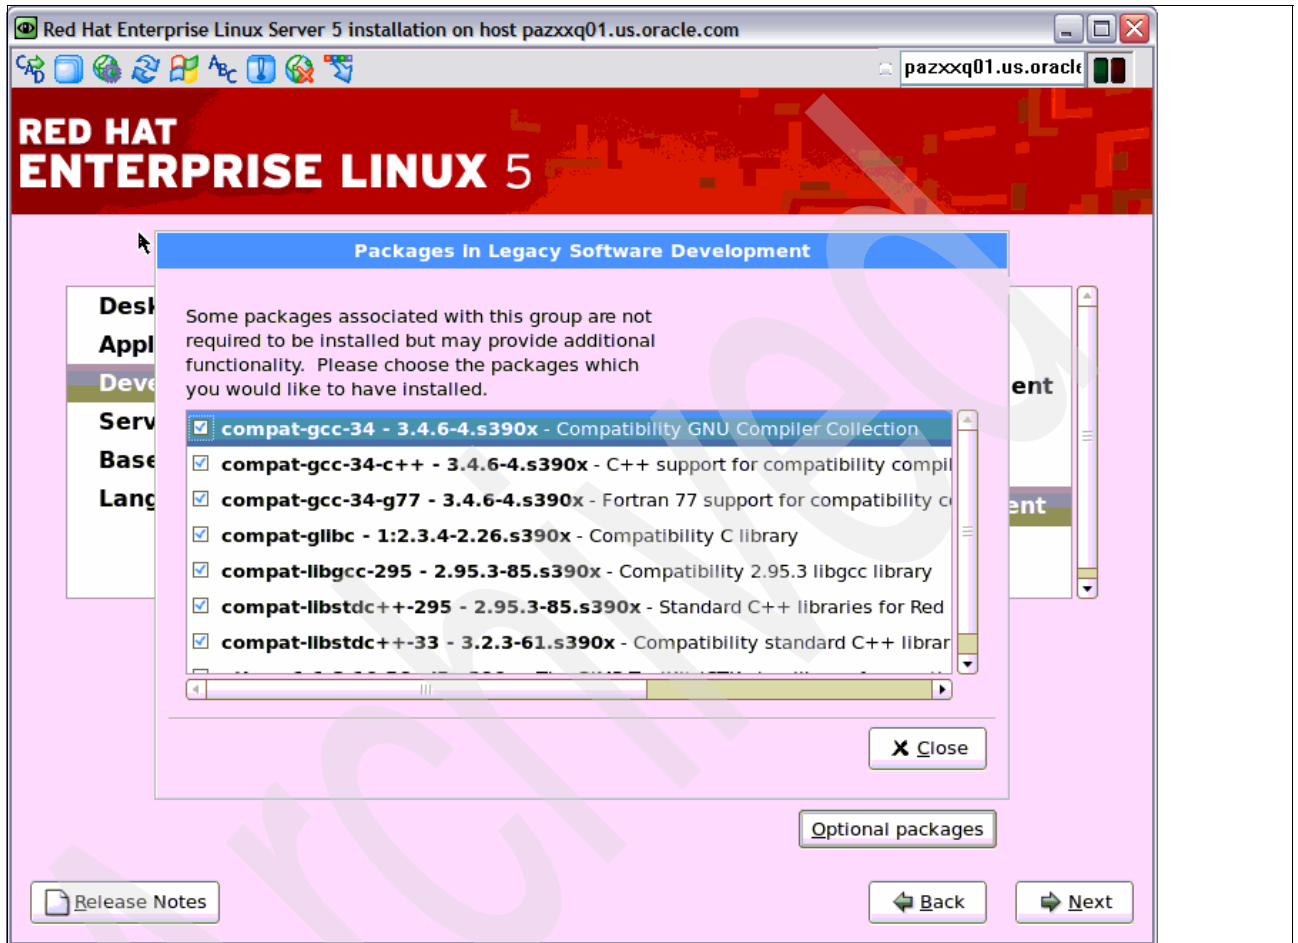 Red Hat Enterprise Linux Server 5 installation on host pazxxq01.us.oracle.com
pazxxq01.us.oracle
RED HAT
ENTERPRISE LINUX 5
Packages in Legacy Software Development
Some packages associated with this group are not
required to be installed but may provide additional
functionality. Please choose the packages which
you would like to have installed.
Desk
Appl
Deve
ent
Serv
Base
Lang
ent
compat-gcc-34 - 3.4.6-4.s390x - Compatibility GNU Compiler Collection
compat-gcc-34-c++ - 3.4.6-4.s390x - C++ support for compatibility compil
compat-gcc-34-g77 - 3.4.6-4.s390x - Fortran 77 support for compatibility c
compat-glibc - 1:2.3.4-2.26.s390x - Compatibility C library
compat-libgcc-295 - 2.95.3-85.s390x - Compatibility 2.95.3 libgcc library
compat-libstdc++-295 - 2.95.3-85.s390x - Standard C++ libraries for Red
compat-libstdc++-33 - 3.2.3-61.s390x - Compatibility standard C++ librar
Close
Optional packages
Release Notes
Back
Next
Archived